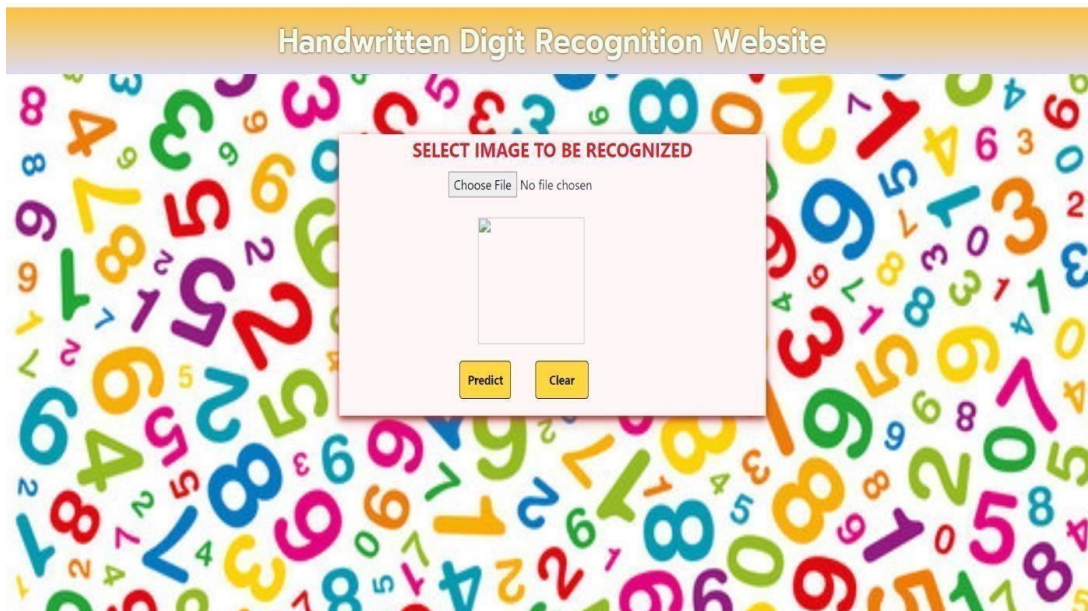 Handwritten Digit Recognition Website
SELECT IMAGE TO BE RECOGNIZED
Choose File No file chosen
Predict Clear